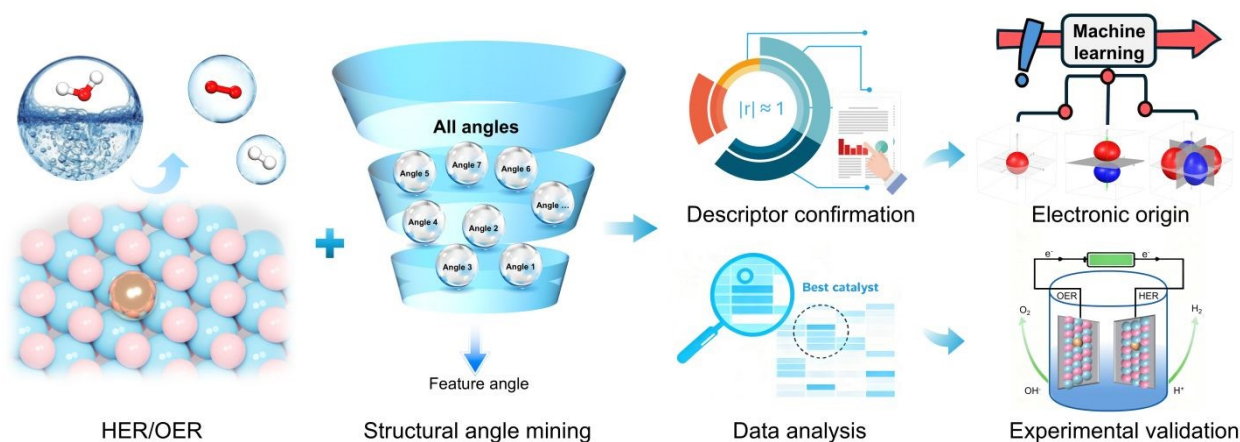 All angles
Angle 5
Angle 7
Angle 6
Angle ...
Angle 4
Angle 2
Angle 3
Angle 1
Feature angle
HER/OER
Structural angle mining
|r| ≈ 1
Descriptor confirmation
Machine
learning
Electronic origin
Best catalyst
Data analysis
e⁻
e⁻
OER
HER
O₂
H₂
OH⁻
H⁺
Experimental validation